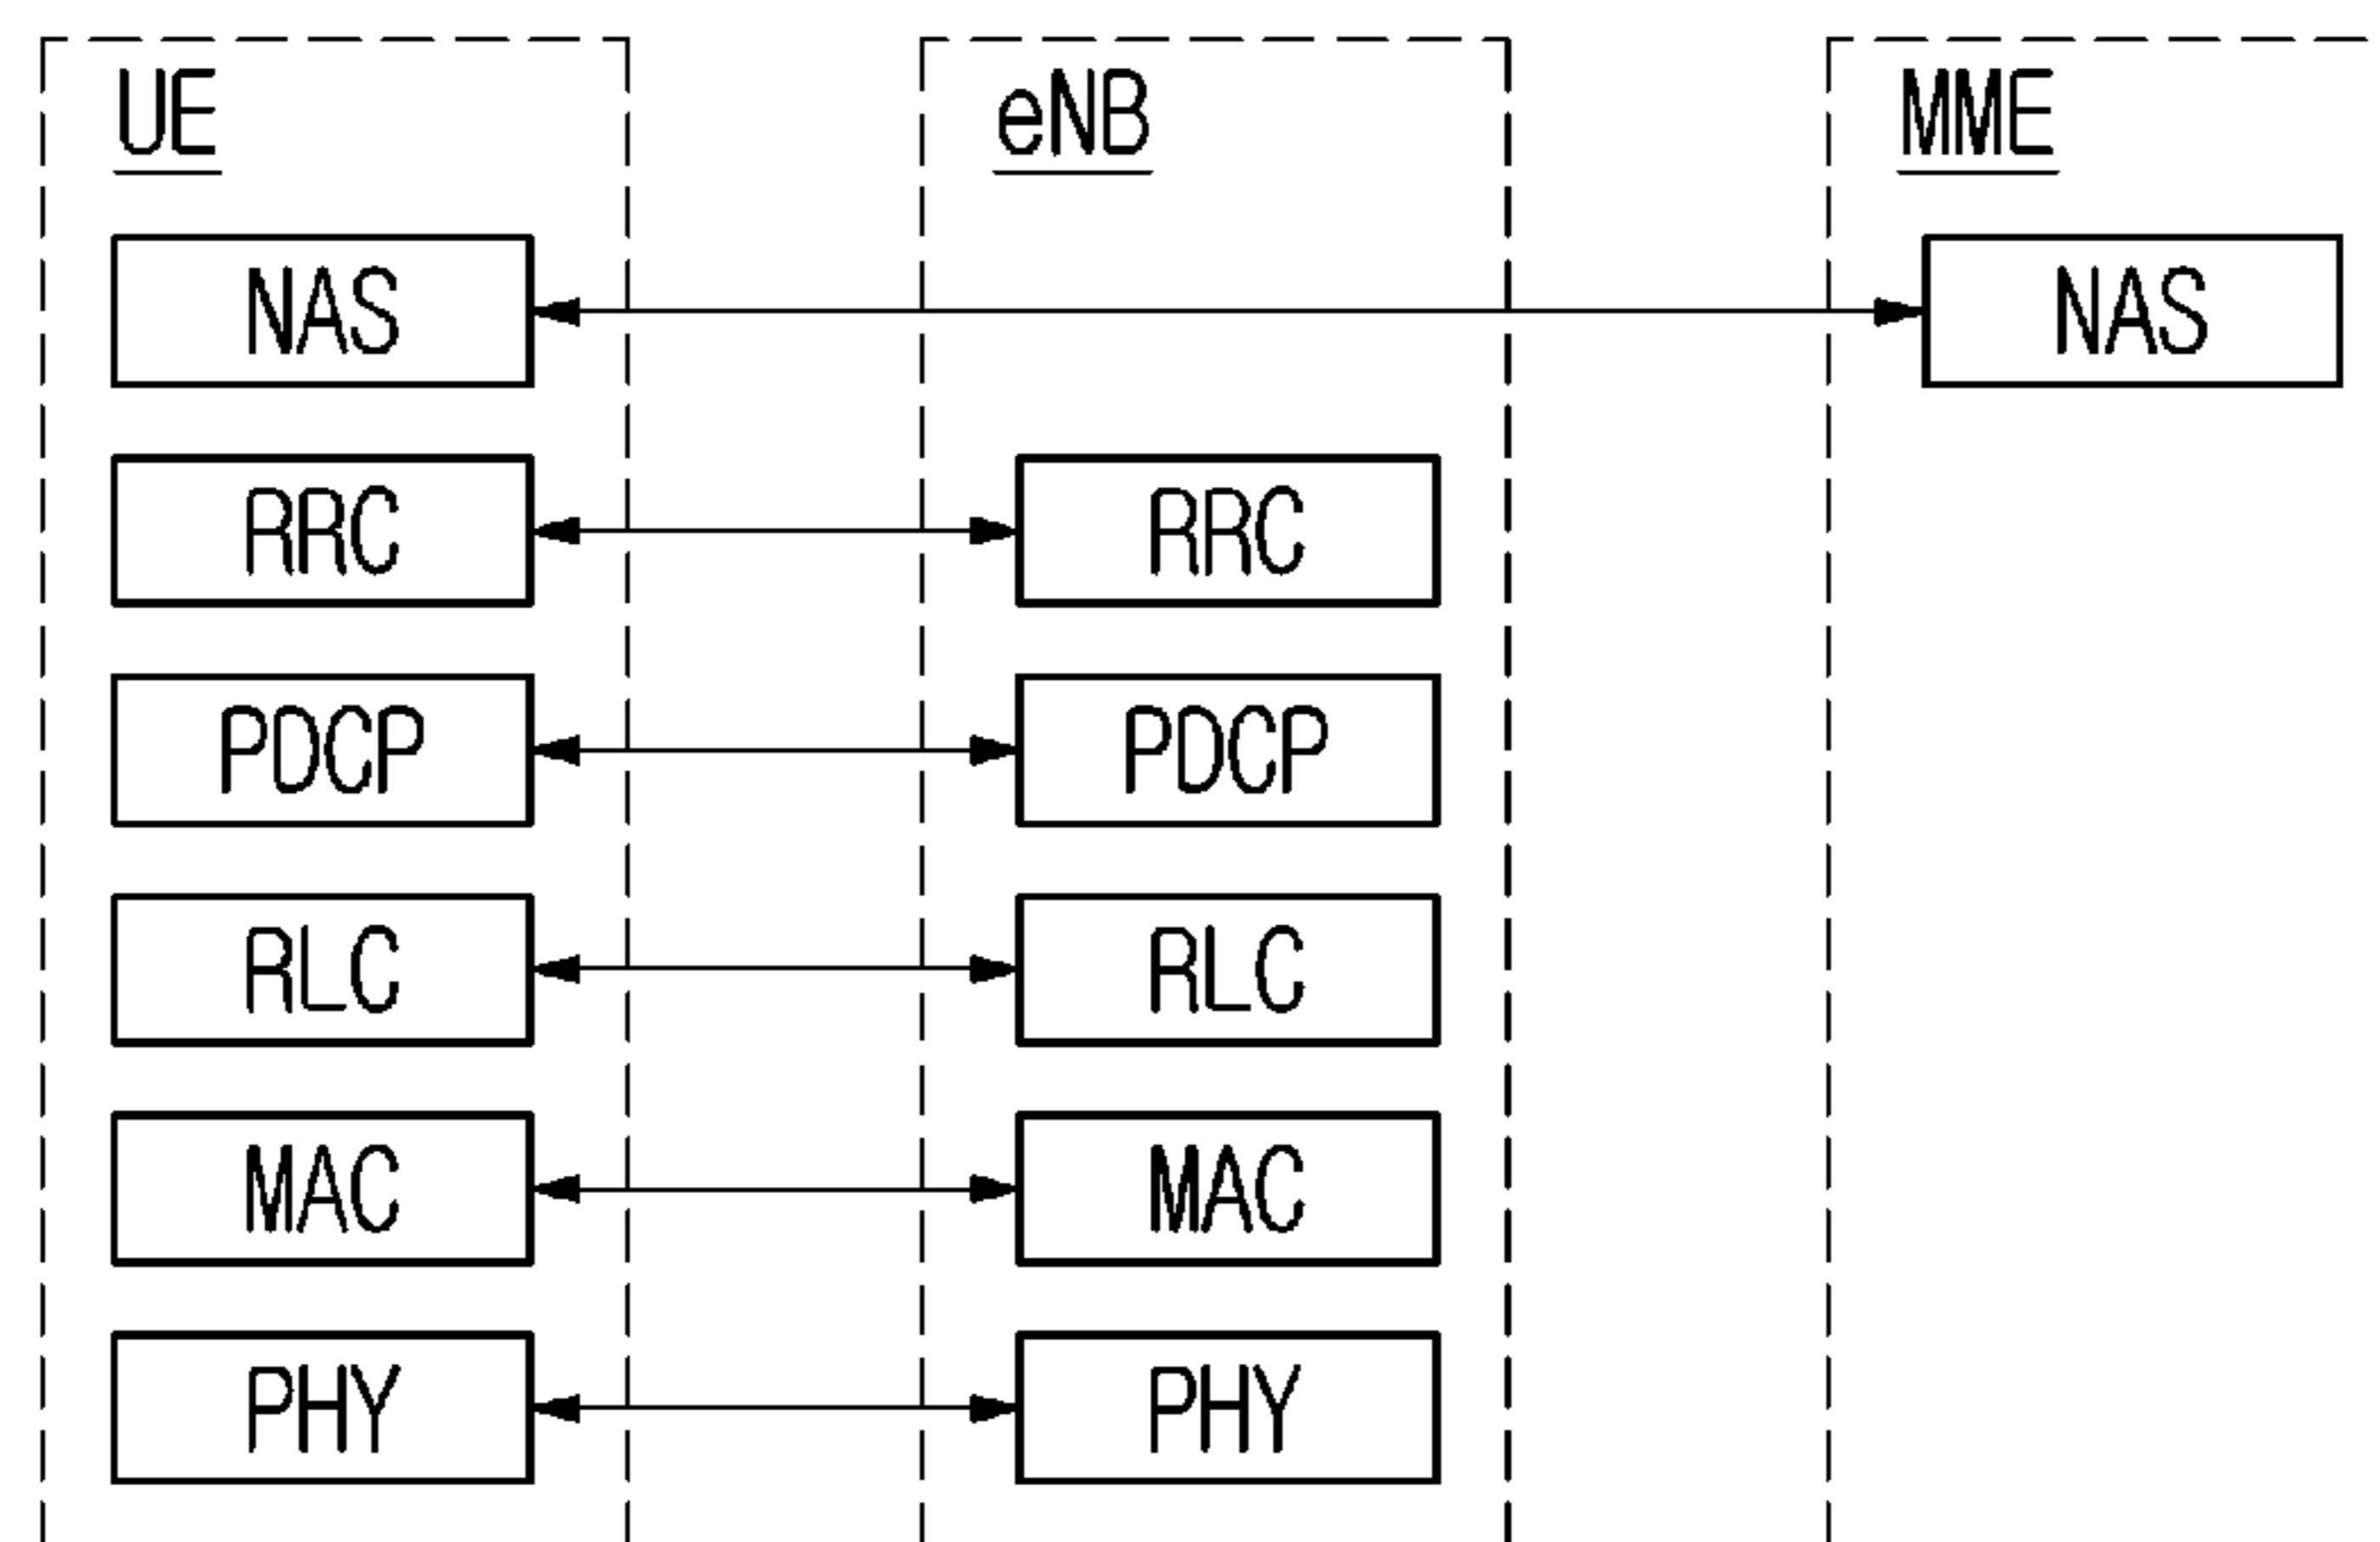 UE eNB MME
NAS NAS
RRC RRC
PDCP PDCP
RLC RLC
MAC MAC
PHY PHY